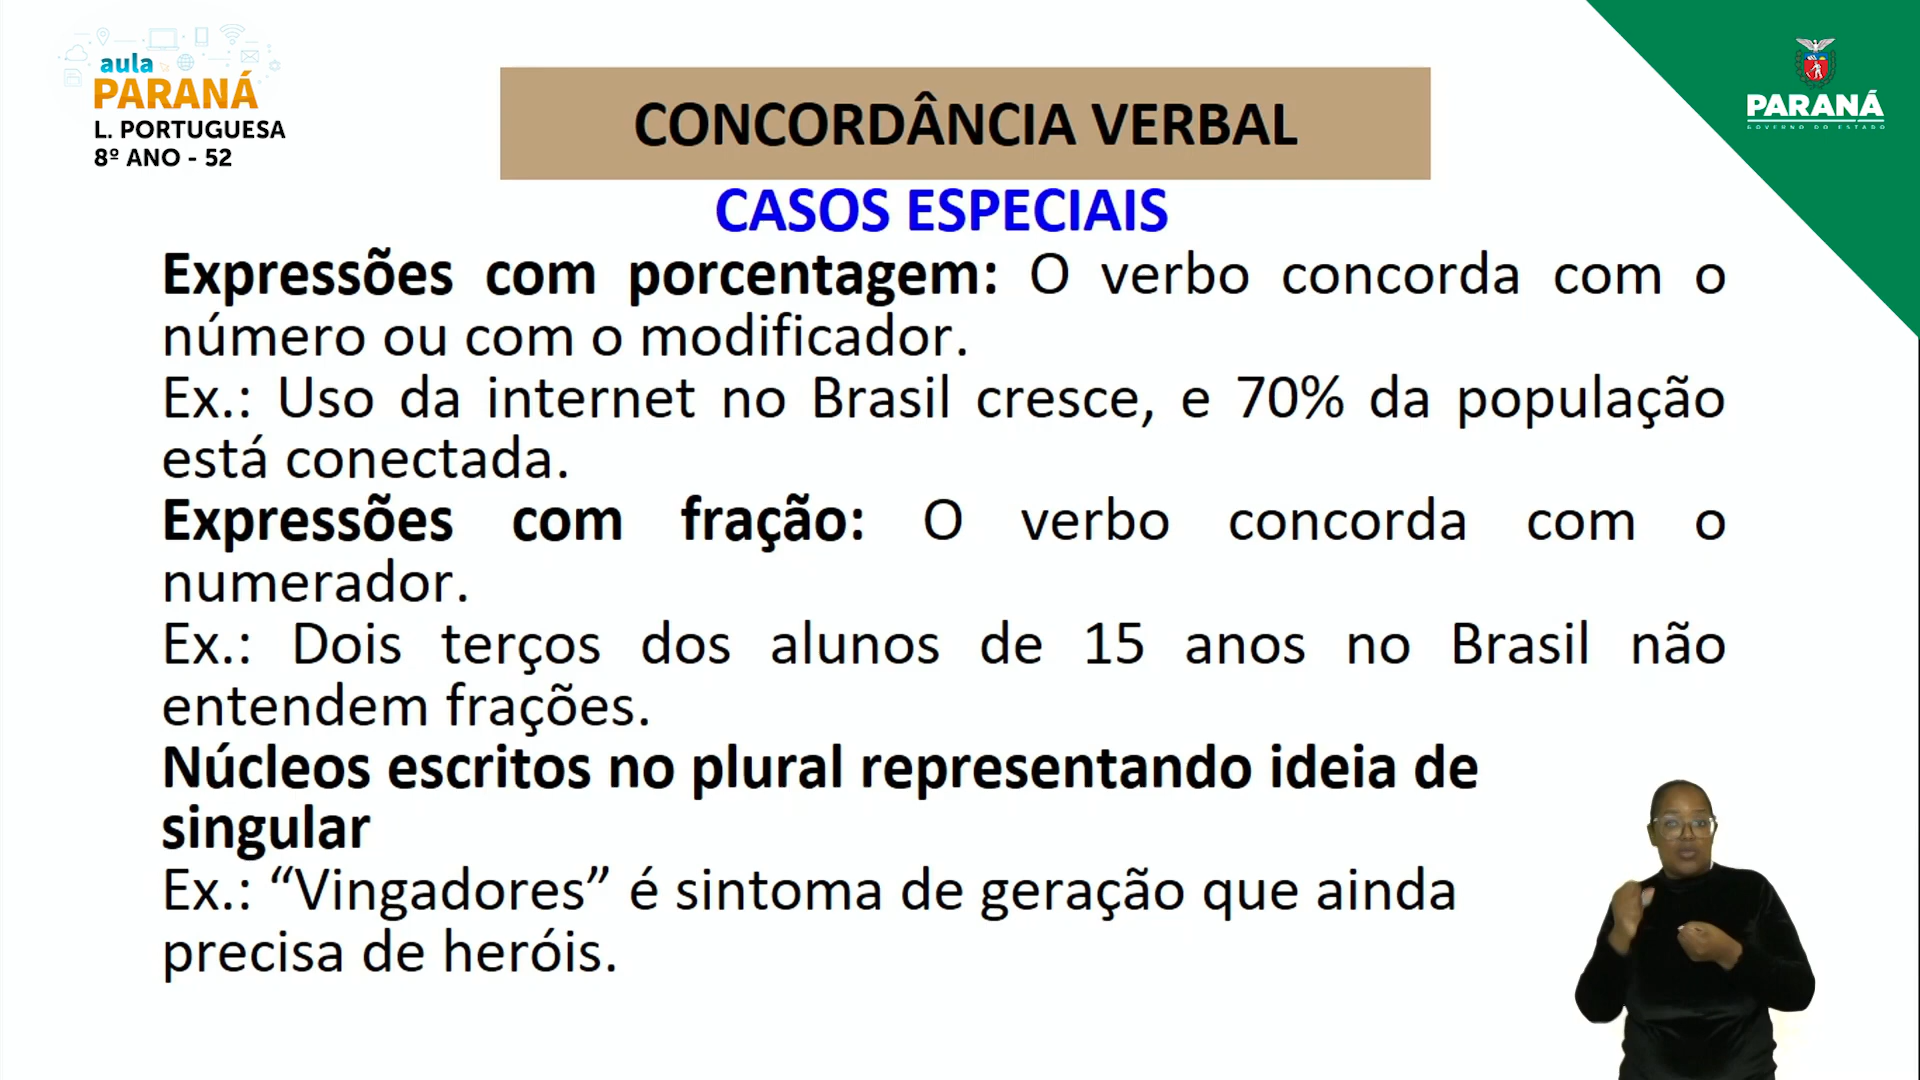 aula
PARANÁ
L. PORTUGUESA
8º ANO - 52
PARANÁ
GOVERNO DO ESTADO
CONCORDÂNCIA VERBAL
CASOS ESPECIAIS
Expressões com porcentagem: O verbo concorda com o
número ou com o modificador.
Ex.: Uso da internet no Brasil cresce, e 70% da população
está conectada.
Expressões com fração: O verbo concorda com o
numerador.
Ex.: Dois terços dos alunos de 15 anos no Brasil não
entendem frações.
Núcleos escritos no plural representando ideia de
singular
Ex.: “Vingadores” é sintoma de geração que ainda
precisa de heróis.